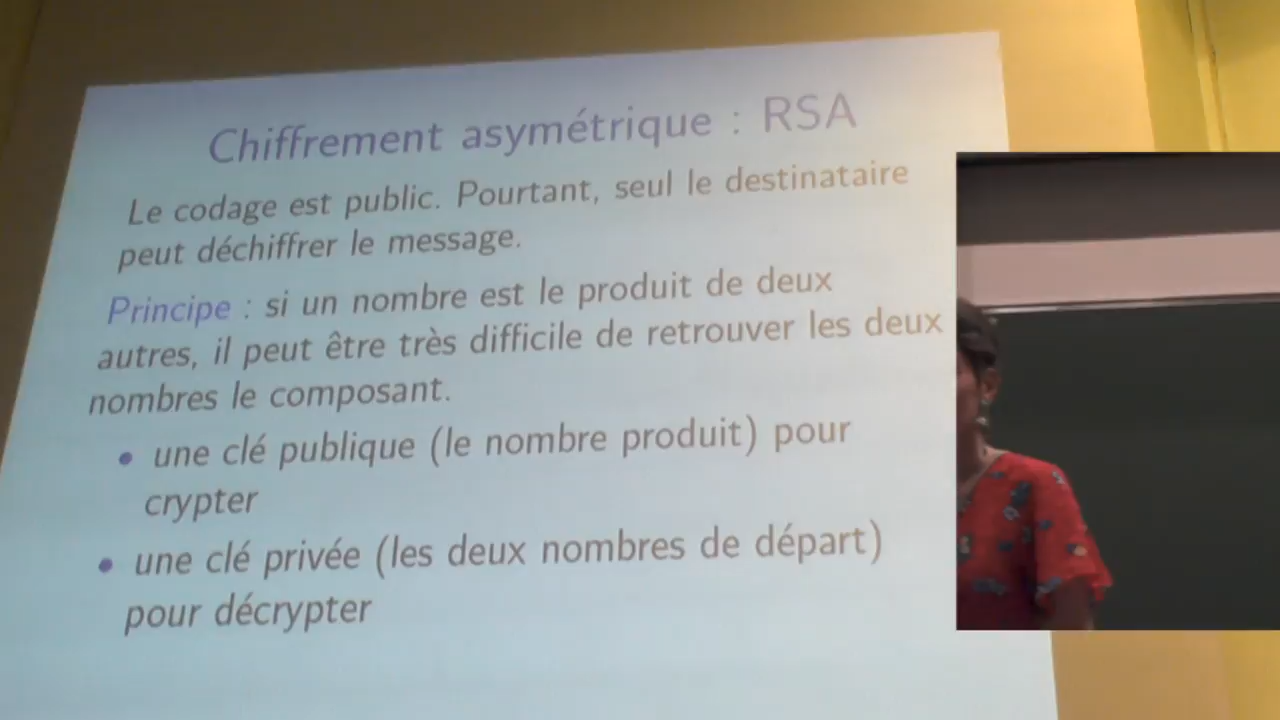 Chiffrement asymétrique : RSA
Le codage est public. Pourtant, seul le destinataire
peut déchiffrer le message.
Principe : si un nombre est le produit de deux
autres, il peut être très difficile de retrouver les deux
nombres le composant.
• une clé publique (le nombre produit) pour
crypter
• une clé privée (les deux nombres de départ)
pour décrypter